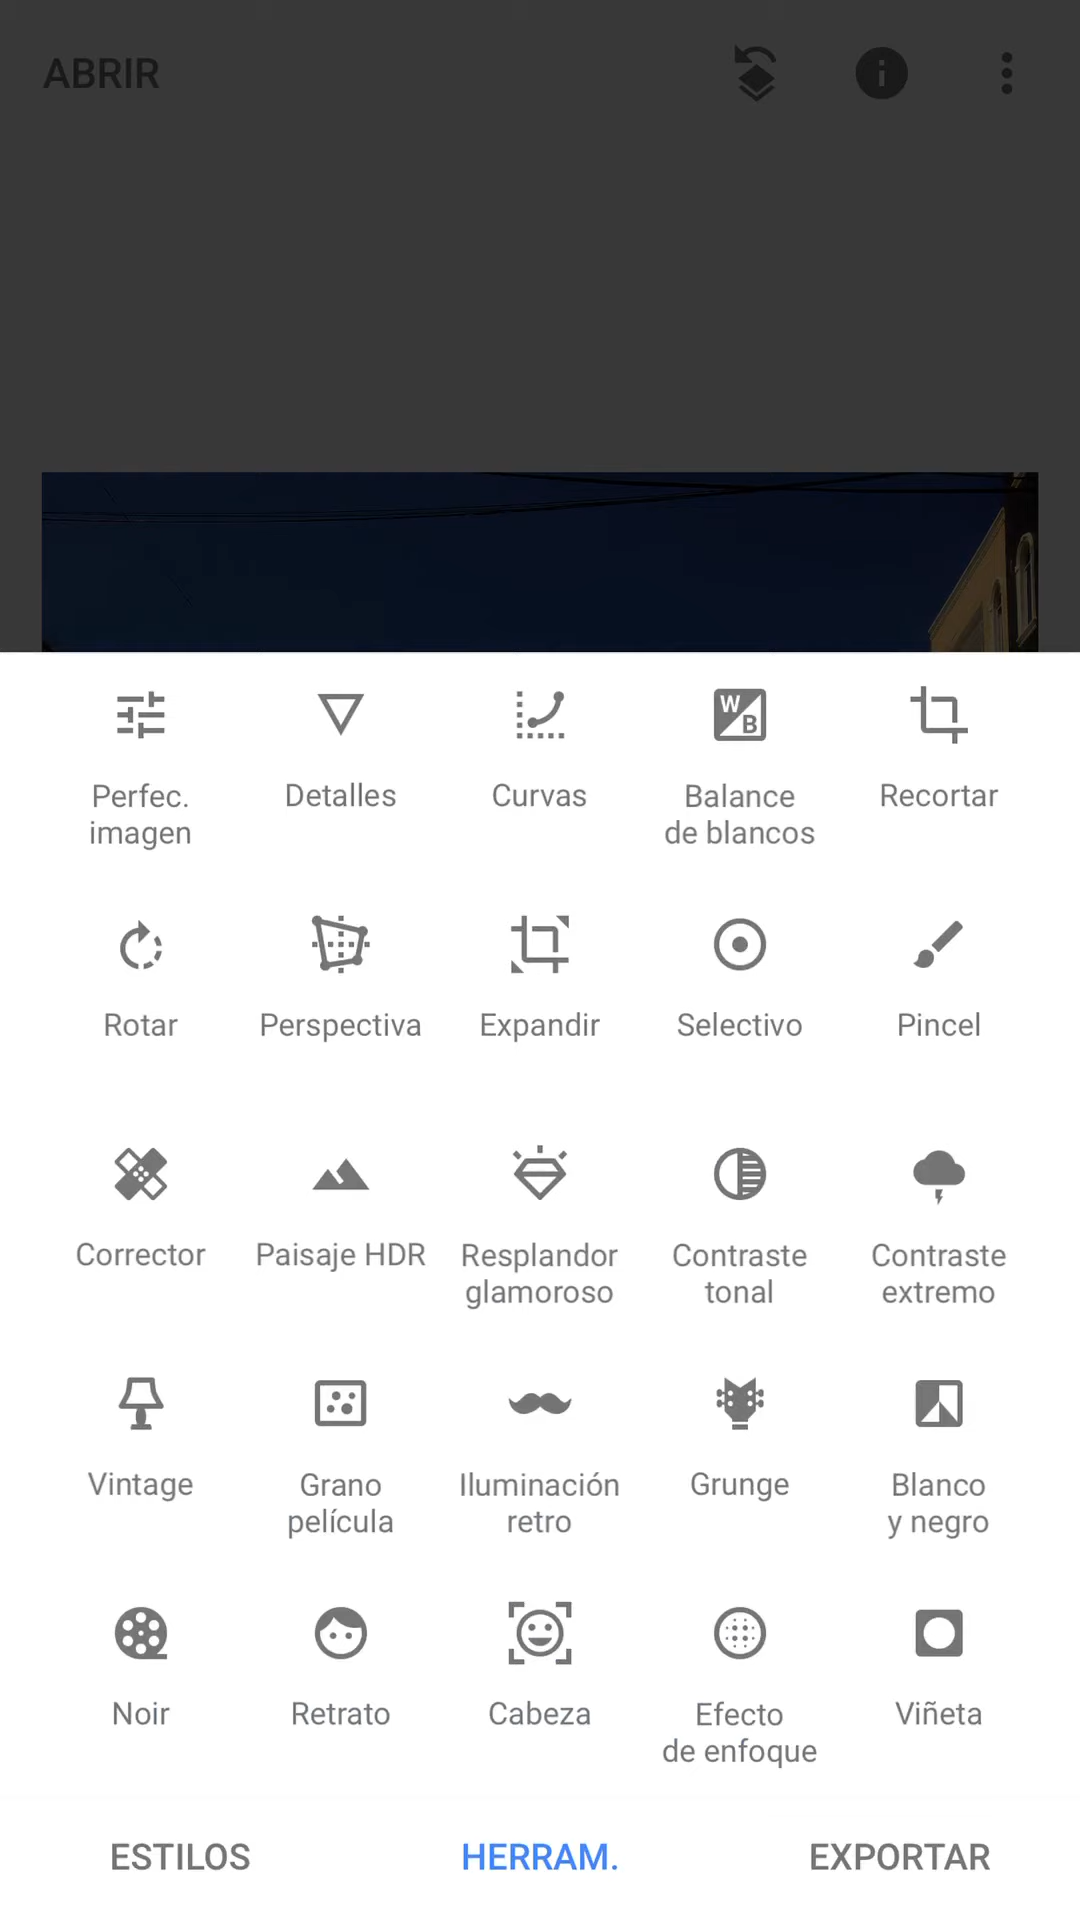 ABRIR
Perfec.
imagen
Detalles
Curvas
W
B
Balance
de blancos
Recortar
Rotar
Perspectiva
Expandir
Selectivo
Pincel
Corrector
Paisaje HDR
Resplandor
glamoroso
Contraste
tonal
Contraste
extremo
Vintage
Grano
película
Iluminación
retro
Grunge
Blanco
y negro
Noir
Retrato
Cabeza
Efecto
de enfoque
Viñeta
ESTILOS
HERRAM.
EXPORTAR